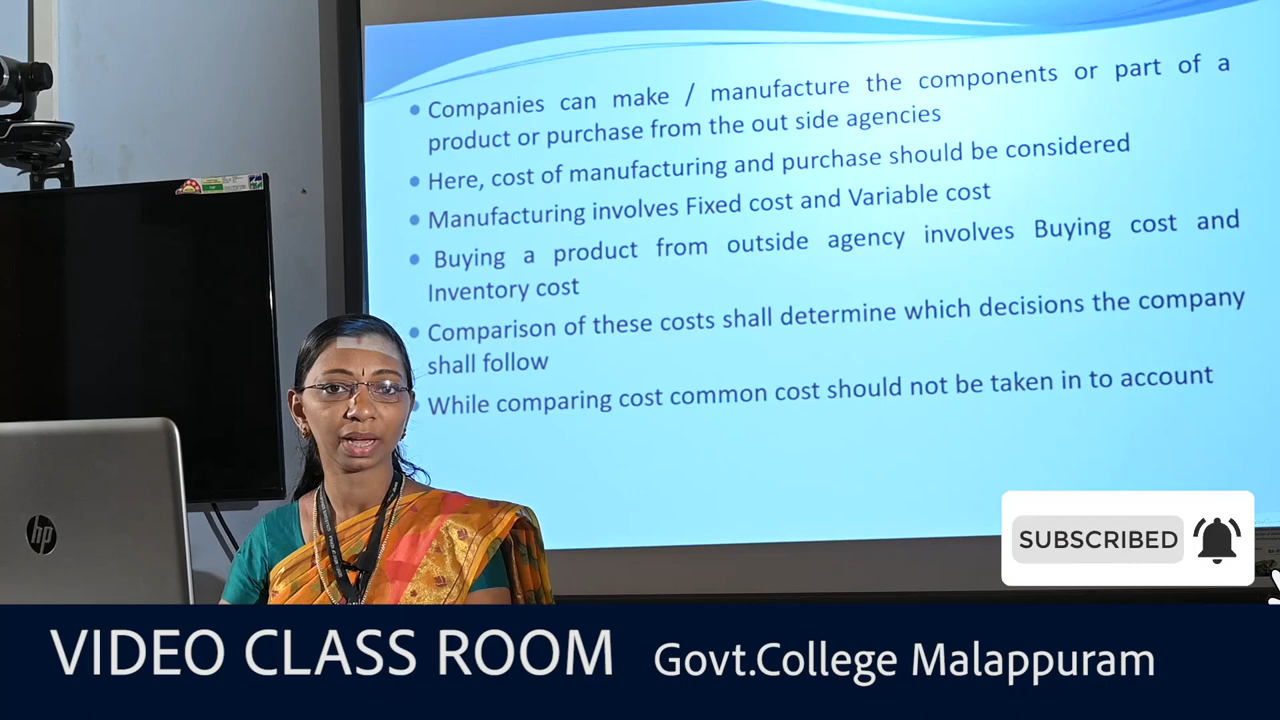 Companies can make / manufacture the components or part of a
product or purchase from the out side agencies
Here, cost of manufacturing and purchase should be considered
Manufacturing involves Fixed cost and Variable cost
Buying a product from outside agency involves Buying cost and
Inventory cost
Comparison of these costs shall determine which decisions the company
shall follow
While comparing cost common cost should not be taken in to account
hp
SUBSCRIBED
VIDEO CLASS ROOM Govt.College Malappuram